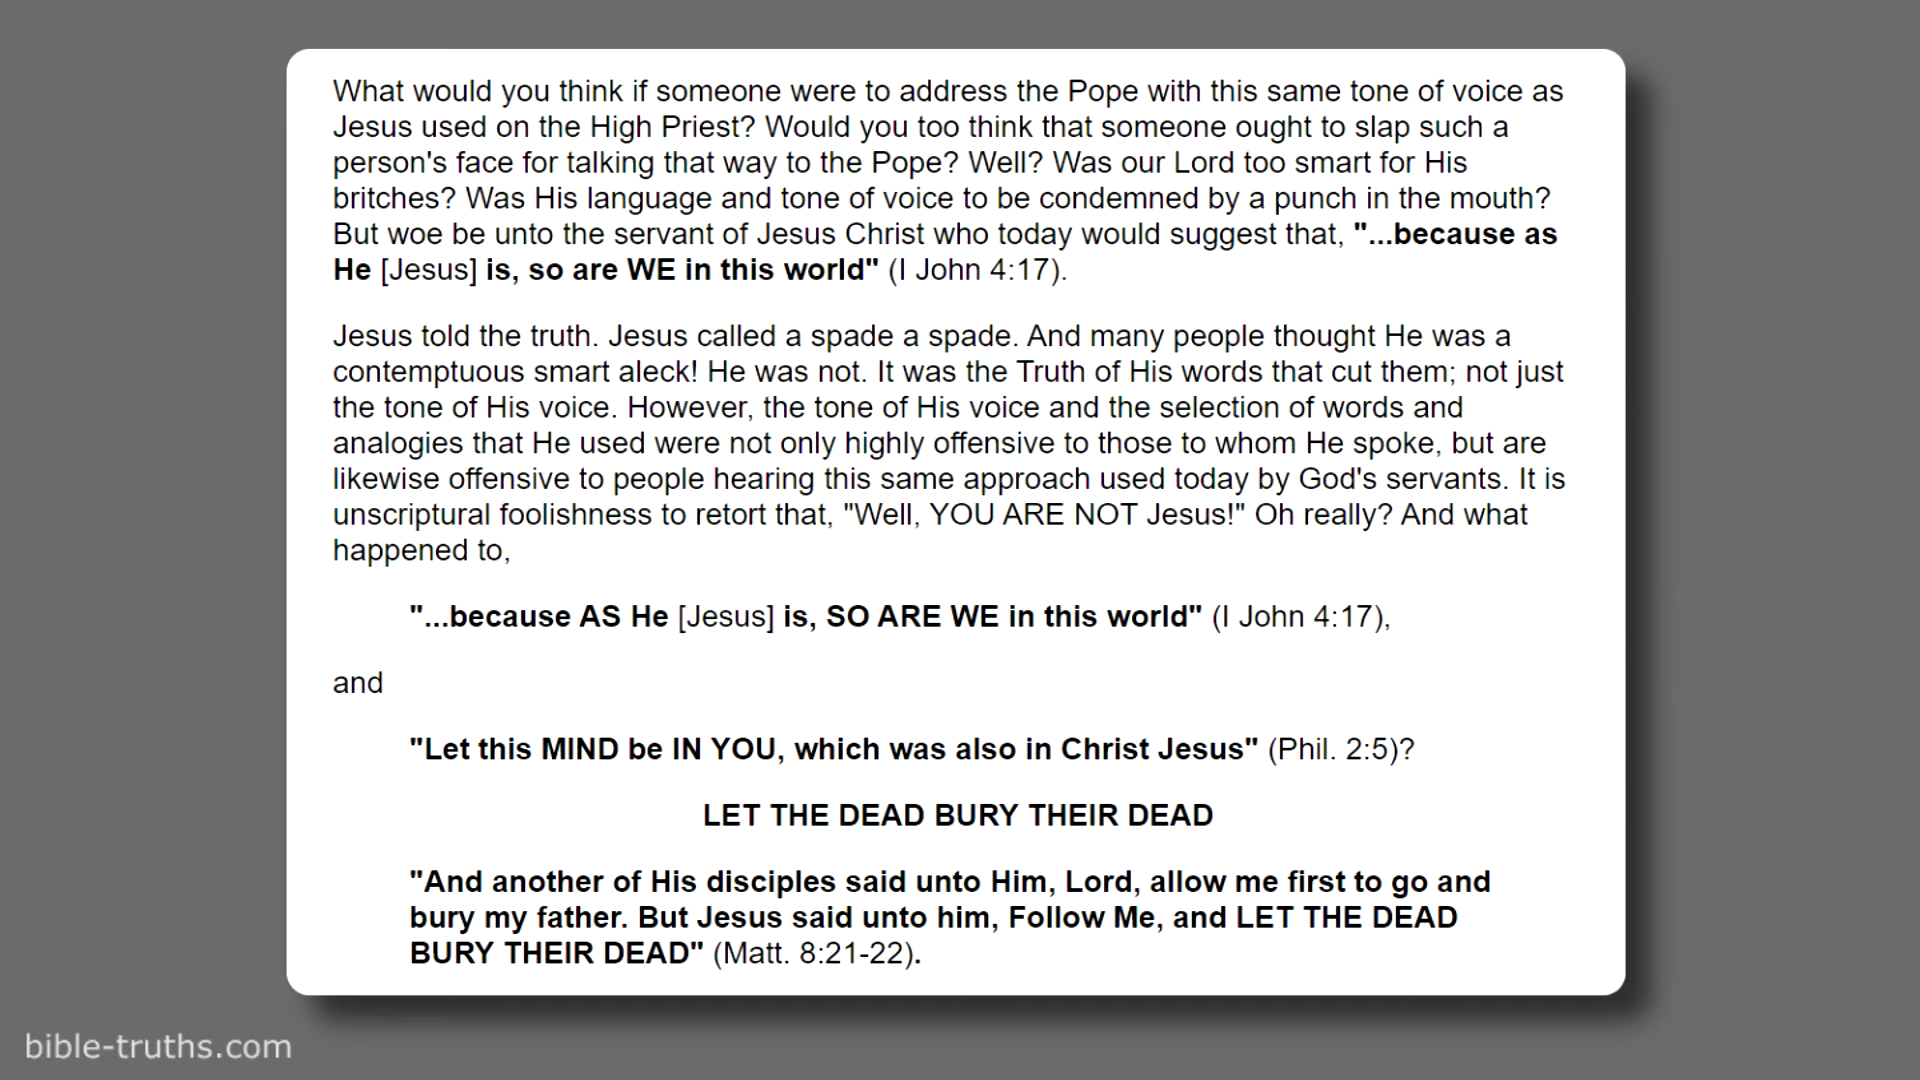 What would you think if someone were to address the Pope with this same tone of voice as
Jesus used on the High Priest? Would you too think that someone ought to slap such a
person's face for talking that way to the Pope? Well? Was our Lord too smart for His
britches? Was His language and tone of voice to be condemned by a punch in the mouth?
But woe be unto the servant of Jesus Christ who today would suggest that, "...because as
He [Jesus] is, so are WE in this world" (I John 4:17).
Jesus told the truth. Jesus called a spade a spade. And many people thought He was a
contemptuous smart aleck! He was not. It was the Truth of His words that cut them; not just
the tone of His voice. However, the tone of His voice and the selection of words and
analogies that He used were not only highly offensive to those to whom He spoke, but are
likewise offensive to people hearing this same approach used today by God's servants. It is
unscriptural foolishness to retort that, "Well, YOU ARE NOT Jesus!" Oh really? And what
happened to,
"...because AS He [Jesus] is, SO ARE WE in this world" (I John 4:17),
and
"Let this MIND be IN YOU, which was also in Christ Jesus" (Phil. 2:5)?
LET THE DEAD BURY THEIR DEAD
"And another of His disciples said unto Him, Lord, allow me first to go and
bury my father. But Jesus said unto him, Follow Me, and LET THE DEAD
BURY THEIR DEAD" (Matt. 8:21-22).
bible-truths.com